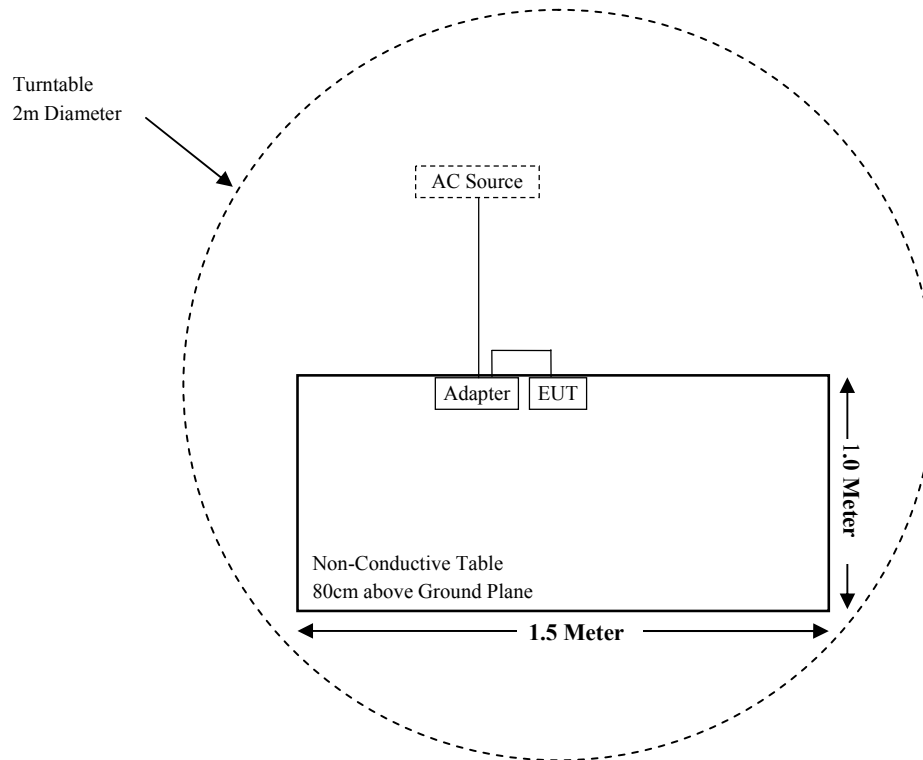 Turntable
2m Diameter
AC Source
Adapter
EUT
1.0 Meter
Non-Conductive Table
80cm above Ground Plane
1.5 Meter